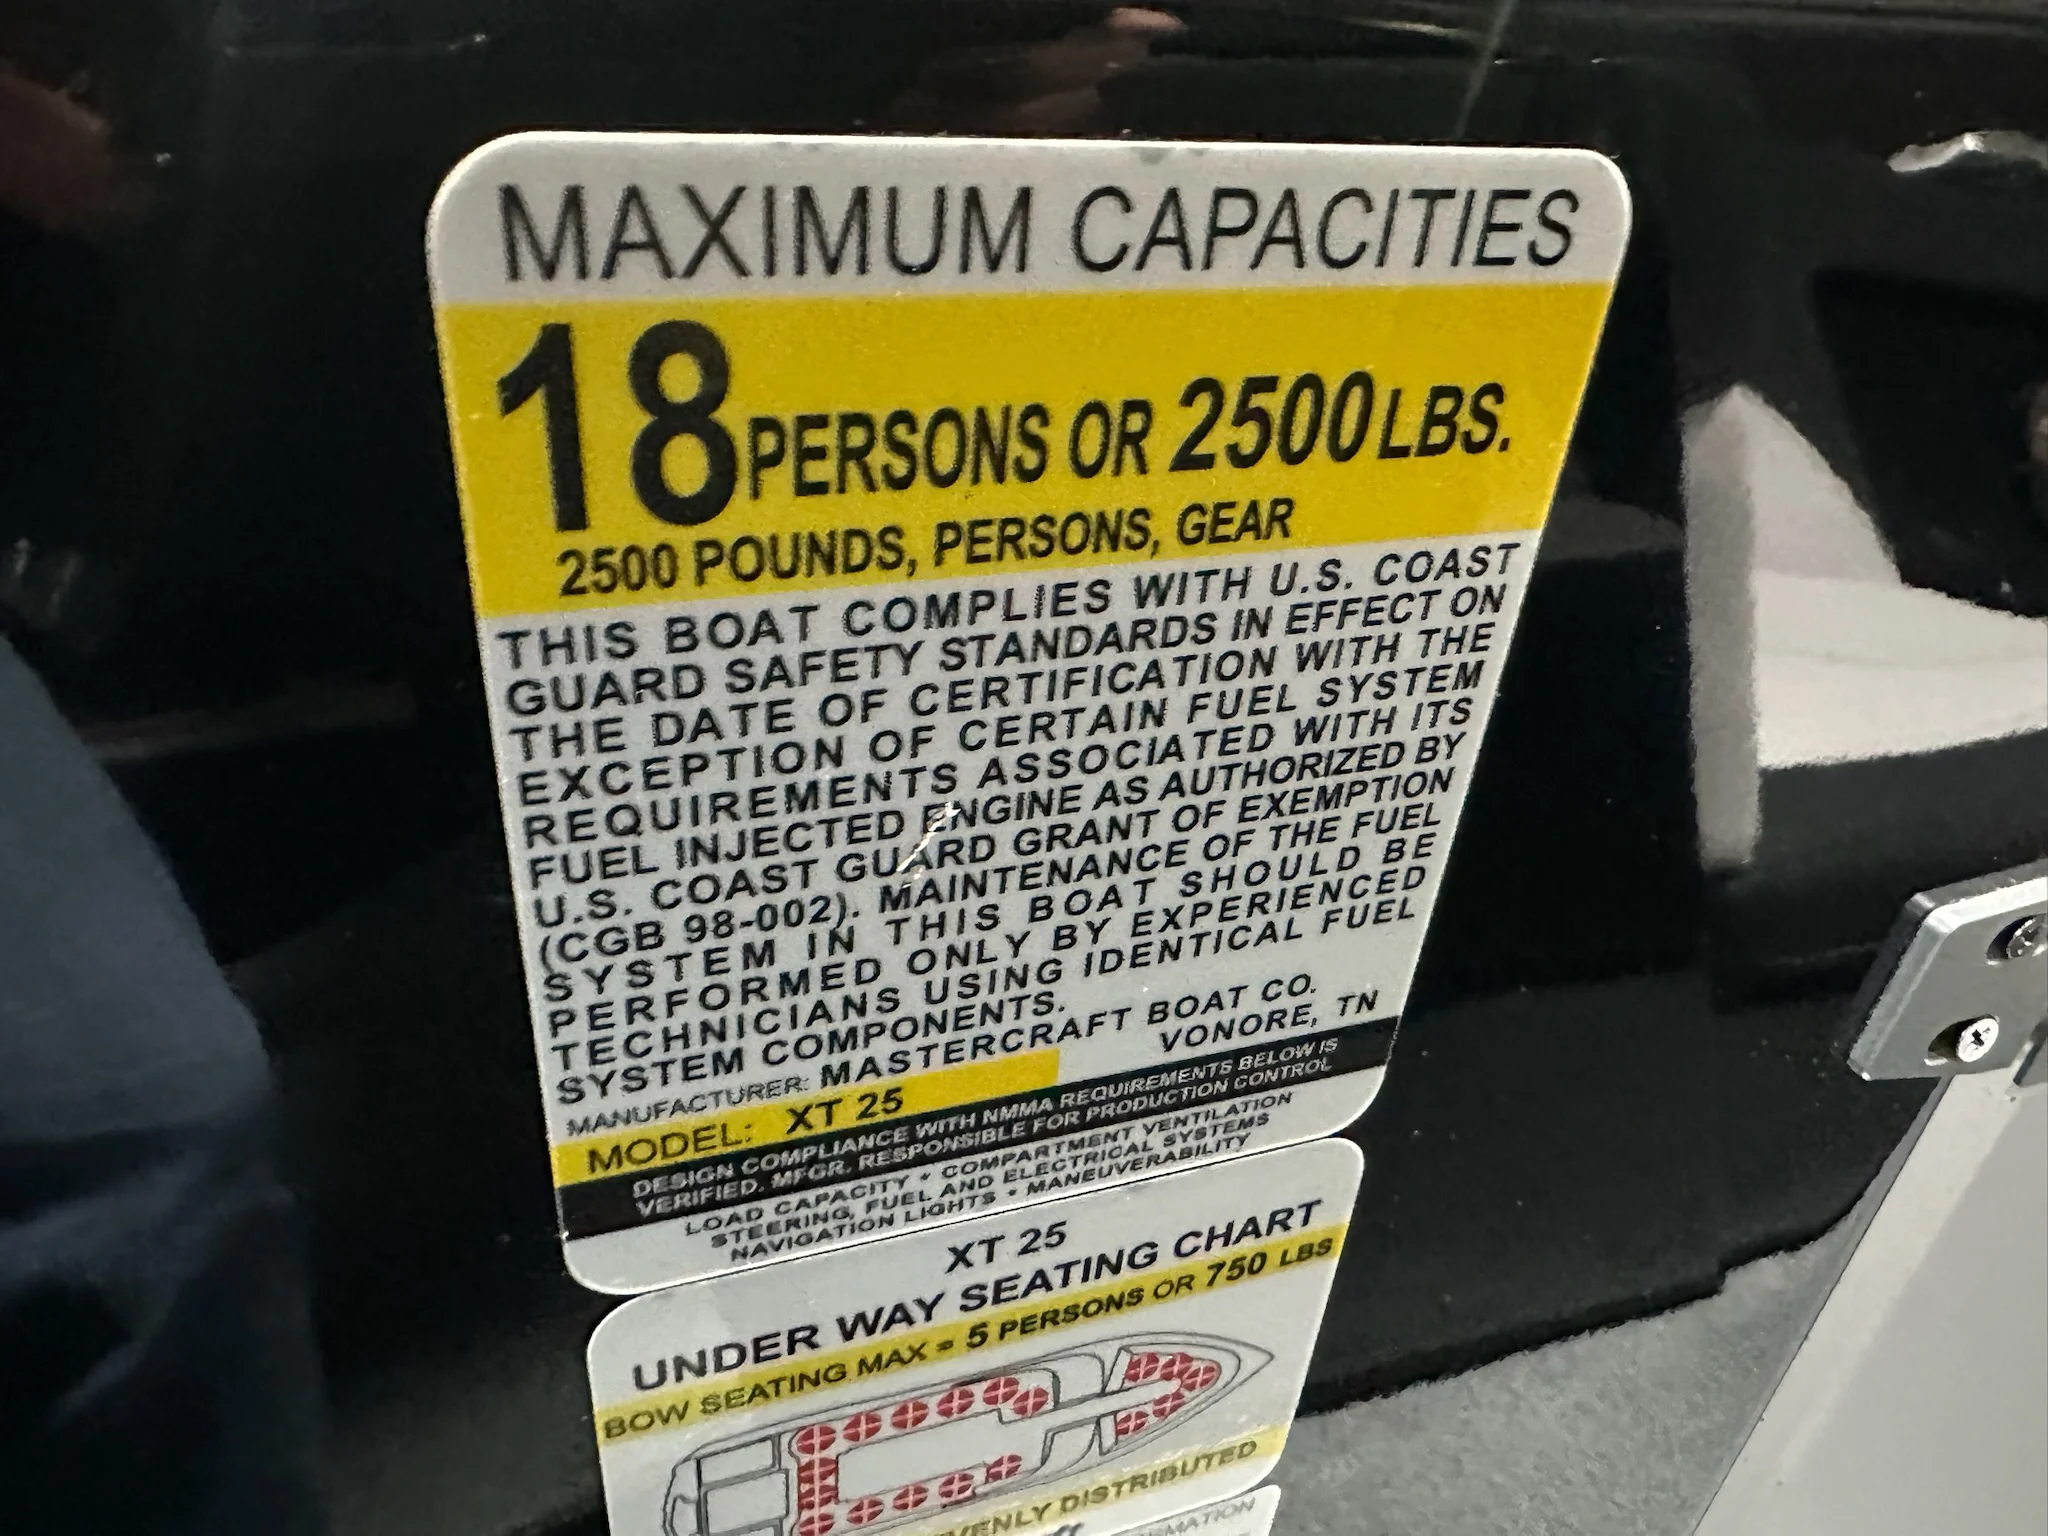 MAXIMUM CAPACITIES
18 PERSONS OR 2500 LBS.
2500 POUNDS, PERSONS, GEAR
THIS BOAT COMPLIES WITH U.S. COAST
GUARD SAFETY STANDARDS IN EFFECT ON
THE DATE OF CERTIFICATION WITH THE
EXCEPTION OF CERTAIN FUEL SYSTEM
REQUIREMENTS ASSOCIATED WITH ITS
FUEL INJECTED ENGINE AS AUTHORIZED BY
U.S. COAST GUARD GRANT OF EXEMPTION
(CGB 98-002). MAINTENANCE OF THE FUEL
SYSTEM IN THIS BOAT SHOULD BE
PERFORMED ONLY BY EXPERIENCED
TECHNICIANS USING IDENTICAL FUEL
SYSTEM COMPONENTS.
MANUFACTURER: MASTERCRAFT BOAT CO.
VONORE, TN
MODEL: XT 25
DESIGN COMPLIANCE WITH NMMA REQUIREMENTS BELOW IS
VERIFIED. MFGR. RESPONSIBLE FOR PRODUCTION CONTROL
LOAD CAPACITY • COMPARTMENT VENTILATION
STEERING, FUEL AND ELECTRICAL SYSTEMS
NAVIGATION LIGHTS • MANEUVERABILITY
XT 25
UNDER WAY SEATING CHART
BOW SEATING MAX = 5 PERSONS OR 750 LBS
DISTRIBUTED